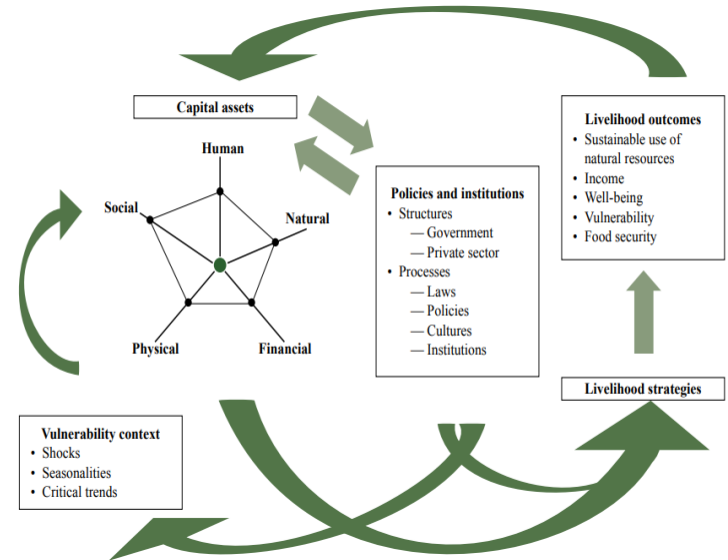 Capital assets
Human
Social
Natural
Physical
Financial
Policies and institutions
• Structures
— Government
— Private sector
• Processes
— Laws
— Policies
— Cultures
— Institutions
Livelihood outcomes
• Sustainable use of
natural resources
• Income
• Well-being
• Vulnerability
• Food security
Livelihood strategies
Vulnerability context
• Shocks
• Seasonalities
• Critical trends